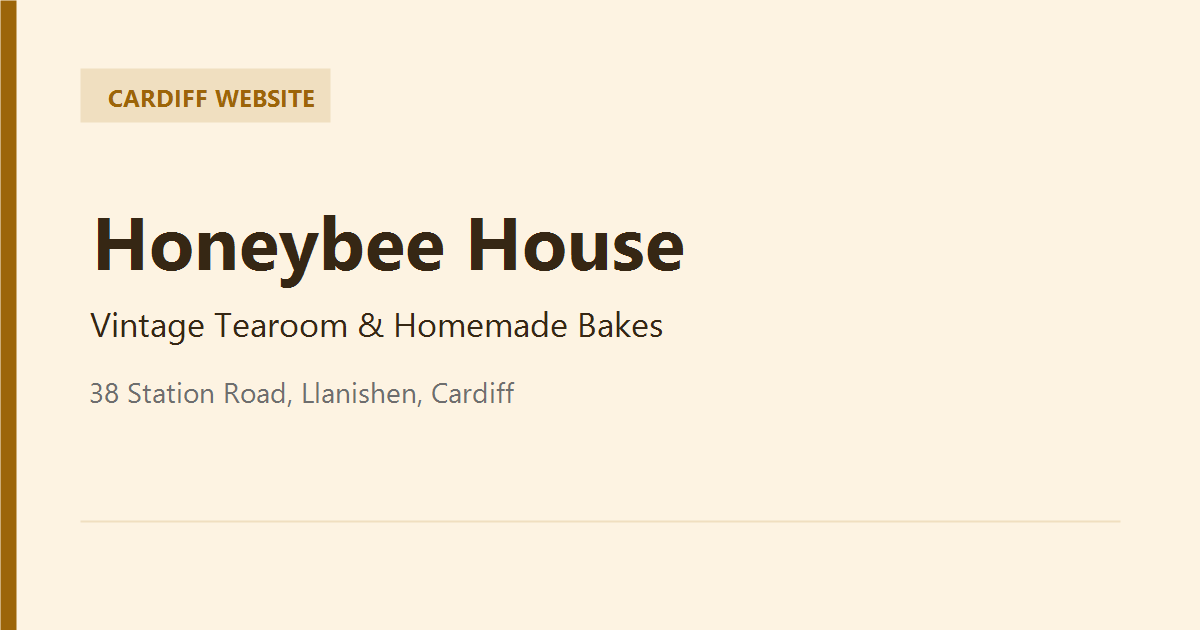 CARDIFF WEBSITE
Honeybee House
Vintage Tearoom & Homemade Bakes
38 Station Road, Llanishen, Cardiff